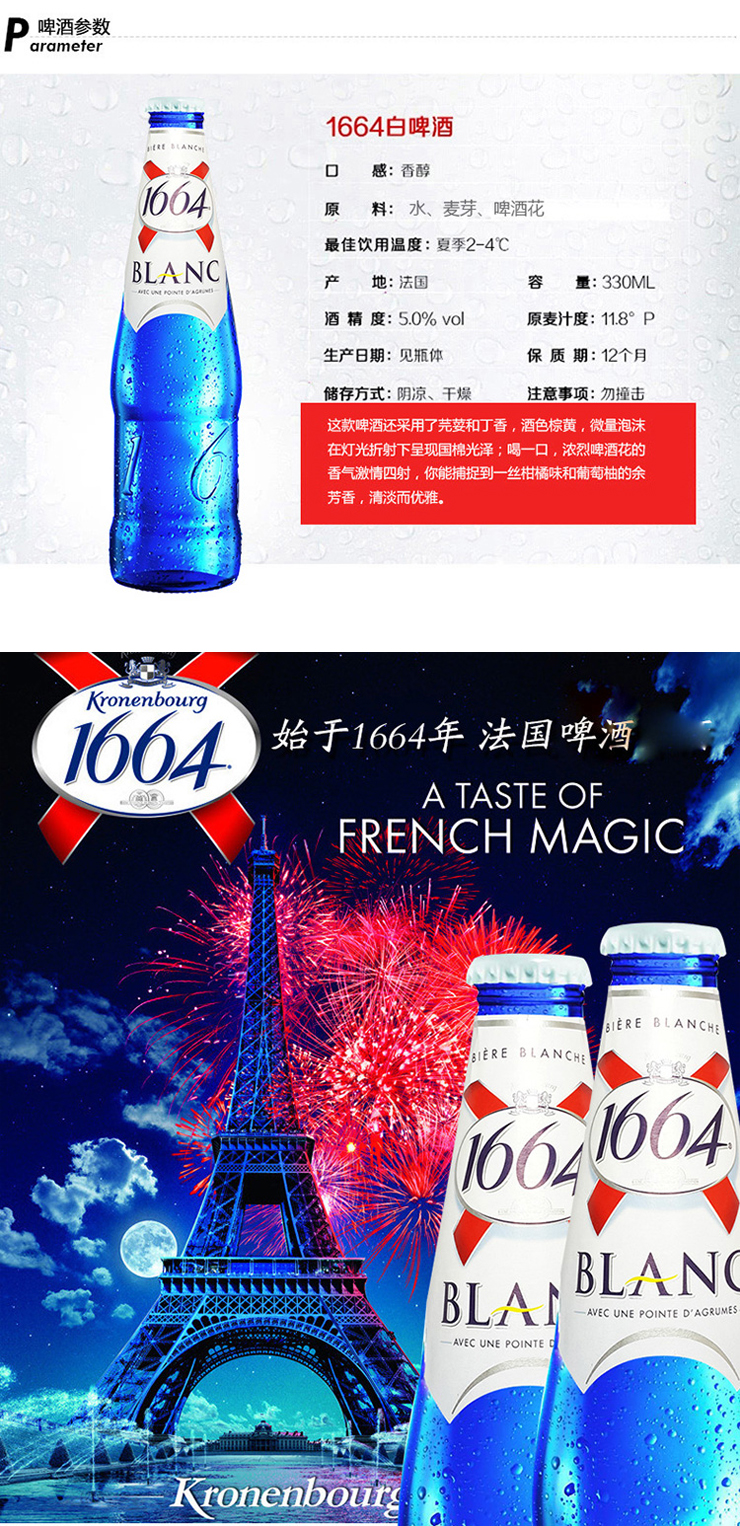 啤酒参数
Parameter
BIÈRE BLANCHE
1664
BLANC
AVEC UNE POINTE D'AGRUMES
16
1664白啤酒
口 感：香醇
原 料： 水、麦芽、啤酒花
最佳饮用温度：夏季2-4℃
产 地：法国 容 量：330ML
酒 精 度：5.0% vol 原麦汁度：11.8° P
生产日期：见瓶体 保 质 期：12个月
储存方式：阴凉、干燥 注意事项：勿撞击
这款啤酒还采用了芫荽和丁香，酒色棕黄，微量泡沫
在灯光折射下呈现国棉光泽；喝一口，浓烈啤酒花的
香气激情四射，你能捕捉到一丝柑橘味和葡萄柚的余
芳香，清淡而优雅。
Kronenbourg
1664
始于1664年 法国啤酒
A TASTE OF
FRENCH MAGIC
BIÈRE BLANCHE
1664
BLAN
AVEC UNE POINTE D
BIÈRE BLANCHE
1664
BLANC
AVEC UNE POINTE D'AGRUMES
Kronenbourg